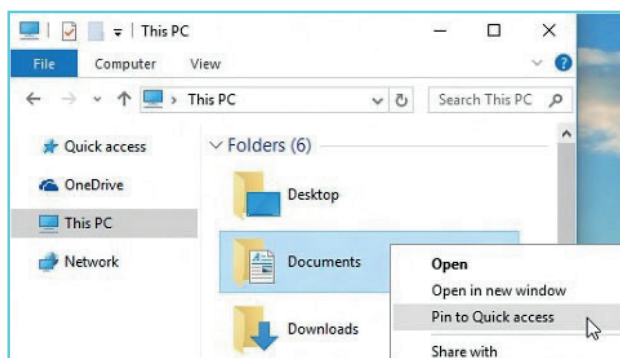 This PC
File Computer View
This PC Search This PC
Quick access
OneDrive
This PC
Network
Folders (6)
Desktop
Documents
Downloads
Open
Open in new window
Pin to Quick access
Share with